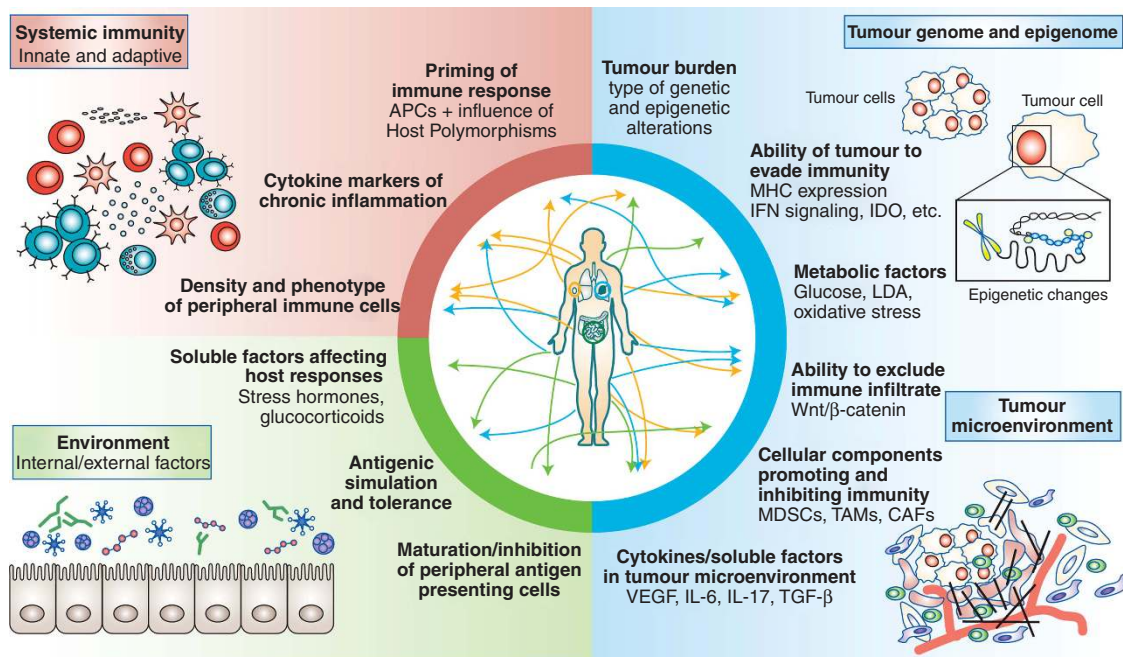 Systemic immunity
Innate and adaptive
Priming of
immune response
APCs + influence of
Host Polymorphisms
Cytokine markers of
chronic inflammation
Density and phenotype
of peripheral immune cells
Tumour burden
type of genetic
and epigenetic
alterations
Tumour genome and epigenome
Tumour cells
Tumour cell
Ability of tumour to
evade immunity
MHC expression
IFN signaling, IDO, etc.
Metabolic factors
Glucose, LDA,
oxidative stress
Epigenetic changes
Soluble factors affecting
host responses
Stress hormones,
glucocorticoids
Environment
Internal/external factors
Antigenic
simulation
and tolerance
Maturation/inhibition
of peripheral antigen
presenting cells
Ability to exclude
immune infiltrate
Wnt/β-catenin
Tumour
microenvironment
Cellular components
promoting and
inhibiting immunity
MDSCs, TAMs, CAFs
Cytokines/soluble factors
in tumour microenvironment
VEGF, IL-6, IL-17, TGF-β